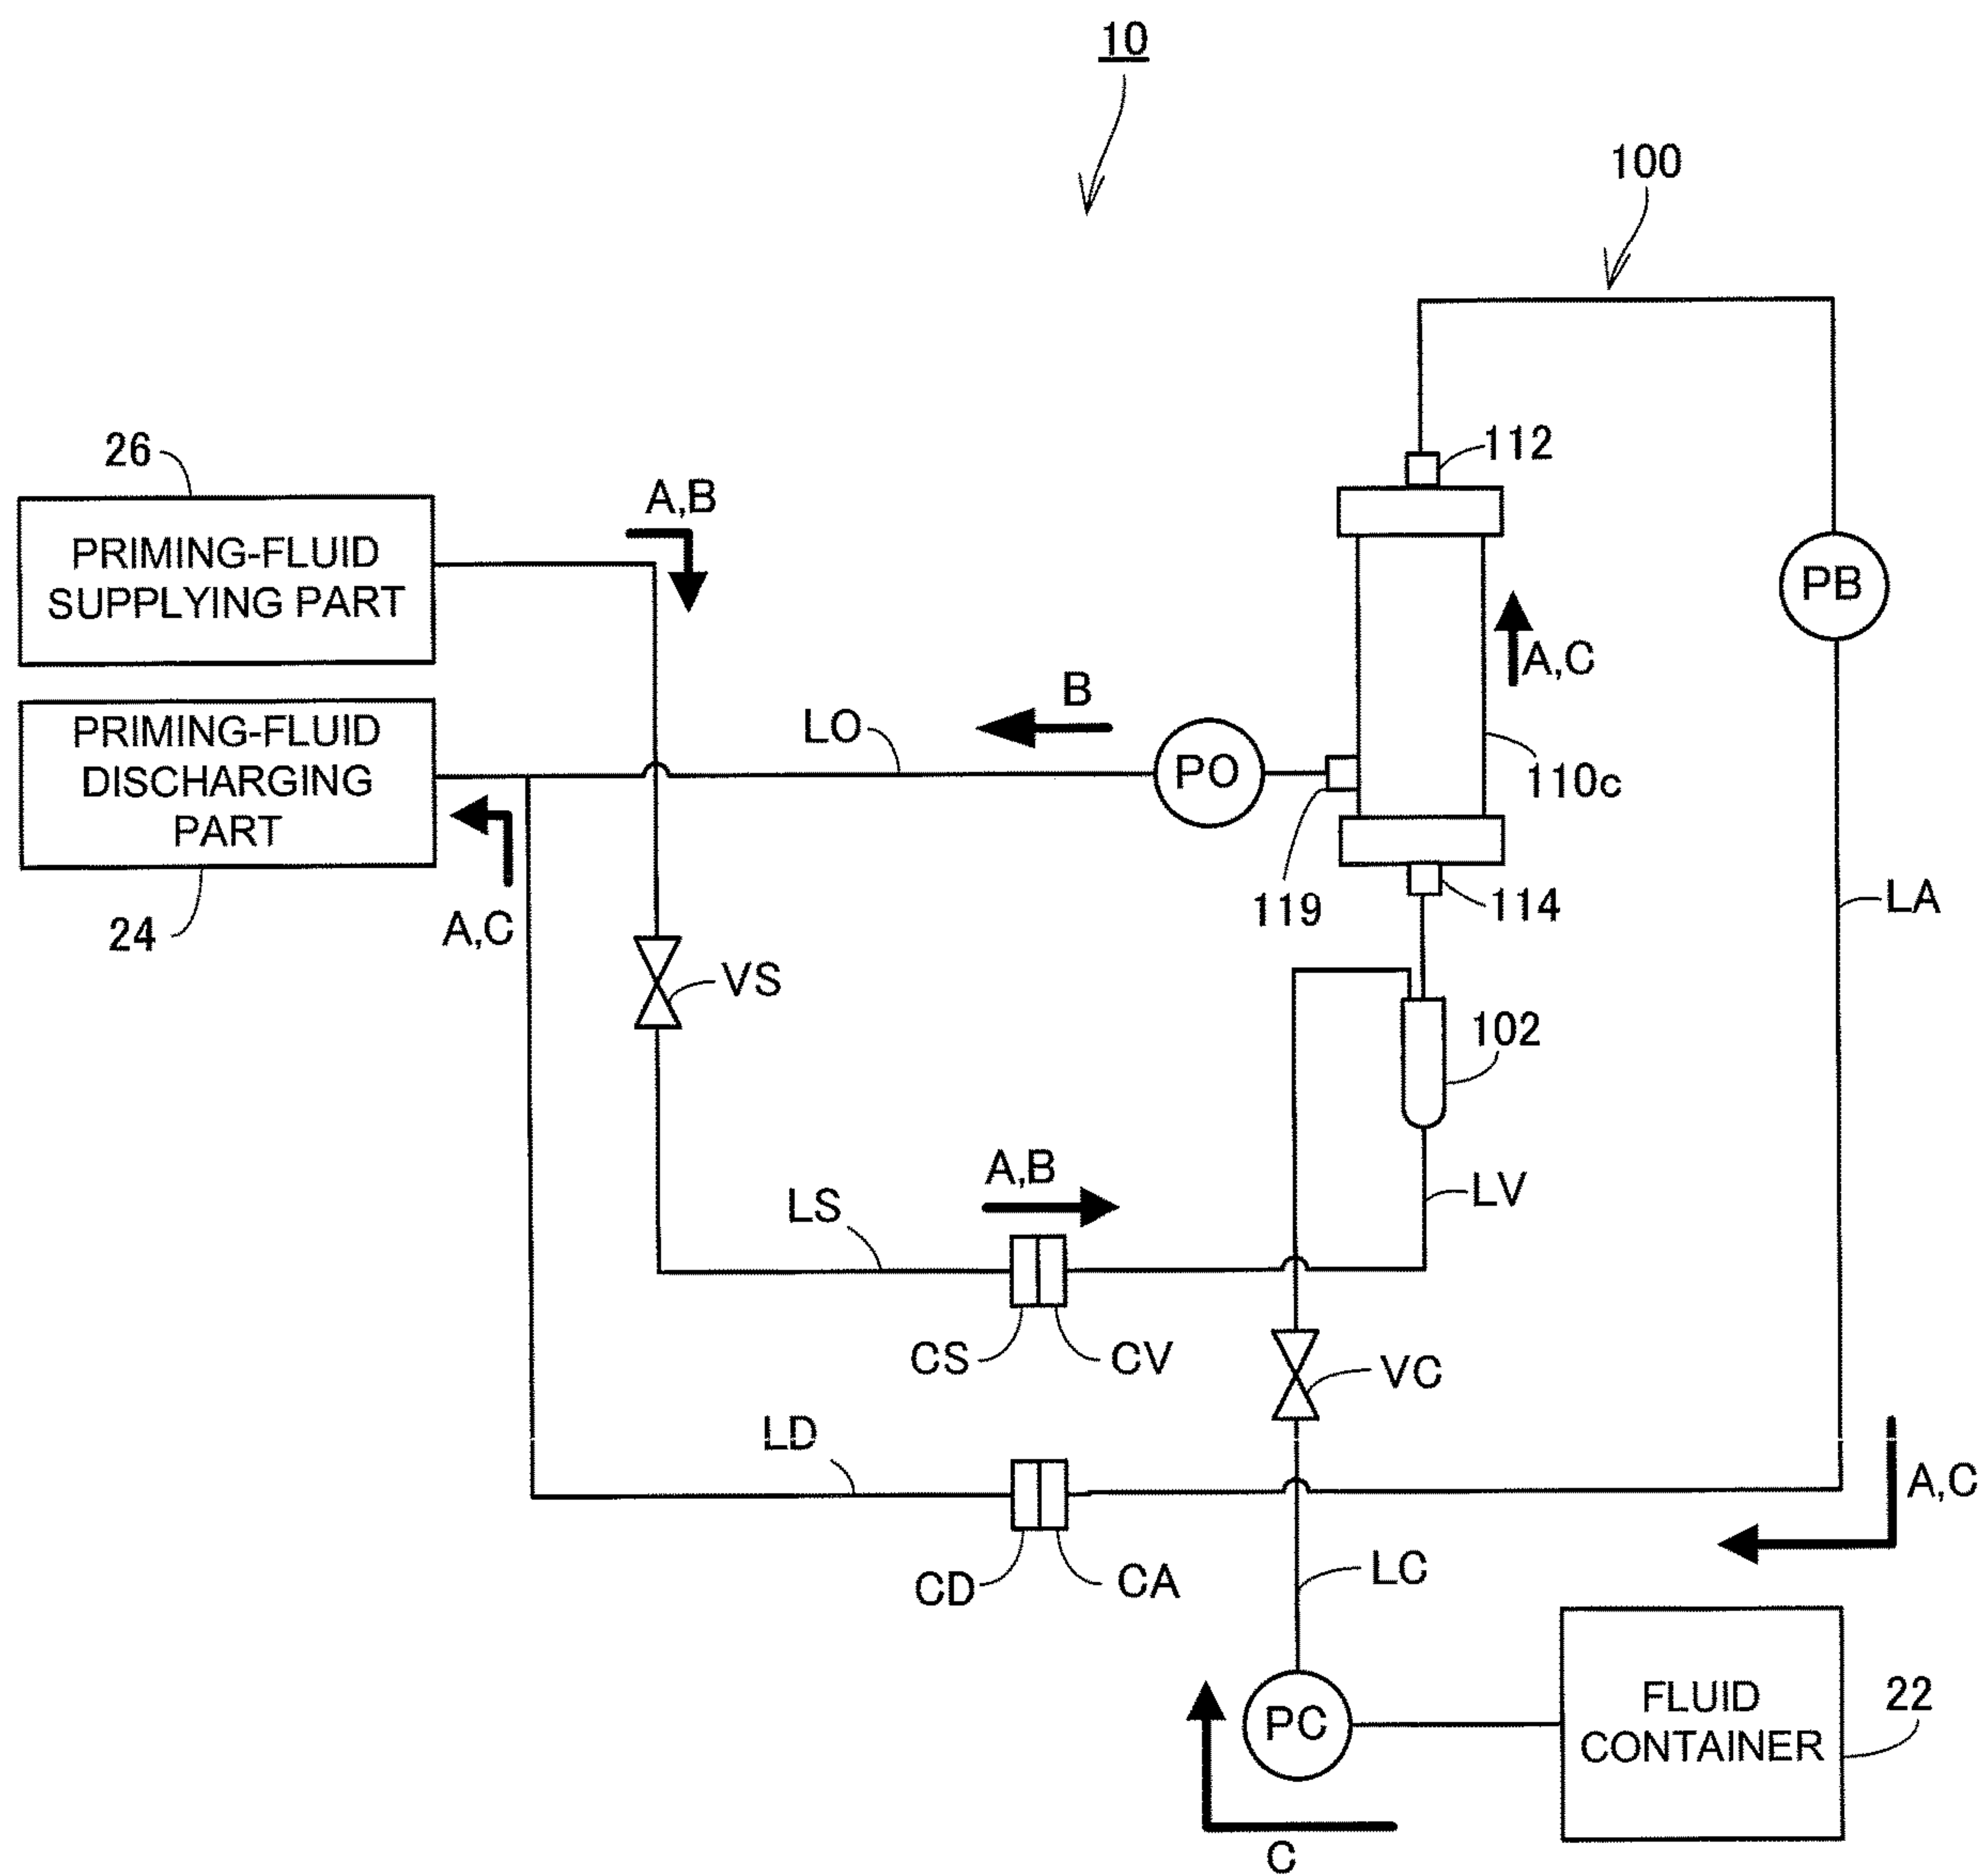 10
100
112
26
A,B
PRIMING-FLUID
SUPPLYING PART
PB
A,C
B
LO
PRIMING-FLUID
DISCHARGING
PART
PO
110c
119
114
LA
24
A,C
VS
102
A,B
LS
LV
CS
CV
VC
LD
A,C
CD
CA
LC
PC
FLUID
CONTAINER
22
C